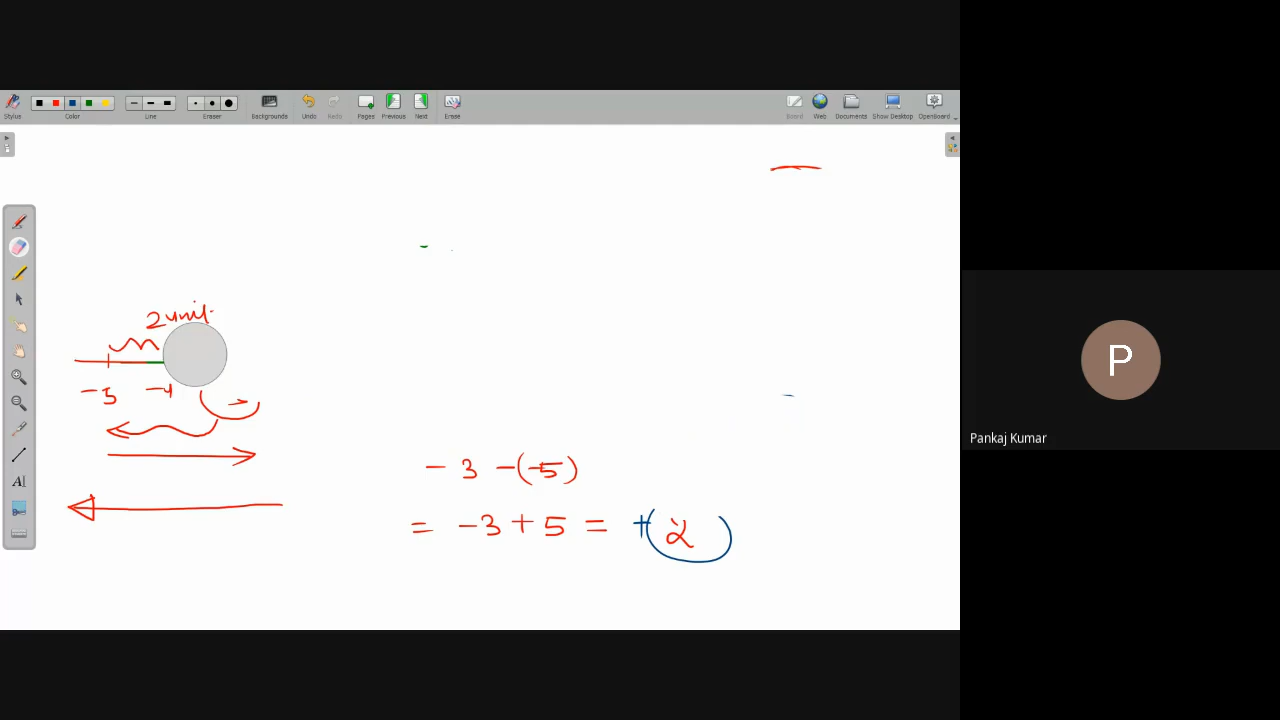 Stylus Color Line Eraser Backgrounds Undo Redo Pages Previous Next Erase Board Web Documents Show Desktop OpenBoard
2 unit
-5 -4
- 3 -(-5)
= -3 + 5 = +(2)
P
Pankaj Kumar